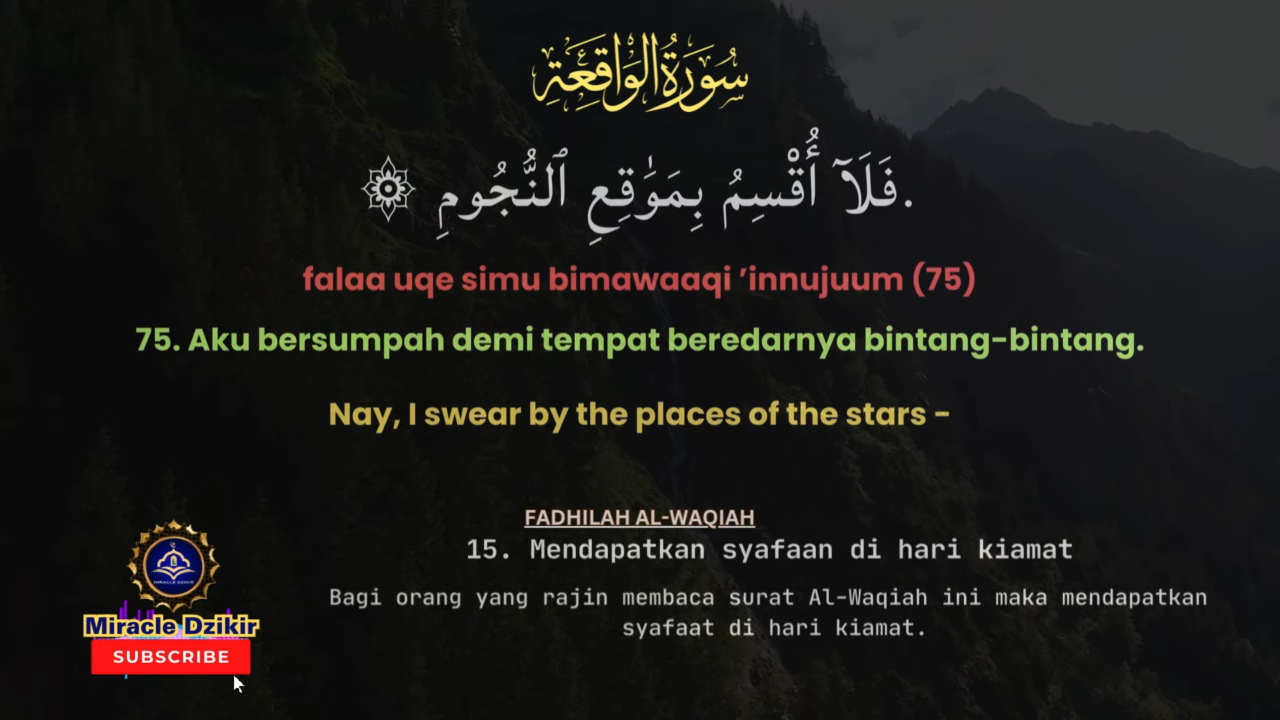 سُورَةُ الْوَاقِعَةِ
فَلَآ أُقْسِمُ بِمَوَٰقِعِ ٱلنُّجُومِ.
falaa uqe simu bimawaaqi ’innujuum (75)
75. Aku bersumpah demi tempat beredarnya bintang-bintang.
Nay, I swear by the places of the stars -
FADHILAH AL-WAQIAH
15. Mendapatkan syafaan di hari kiamat
Bagi orang yang rajin membaca surat Al-Waqiah ini maka mendapatkan
syafaat di hari kiamat.
MIRACLE DZIKIR
Miracle Dzikir
SUBSCRIBE